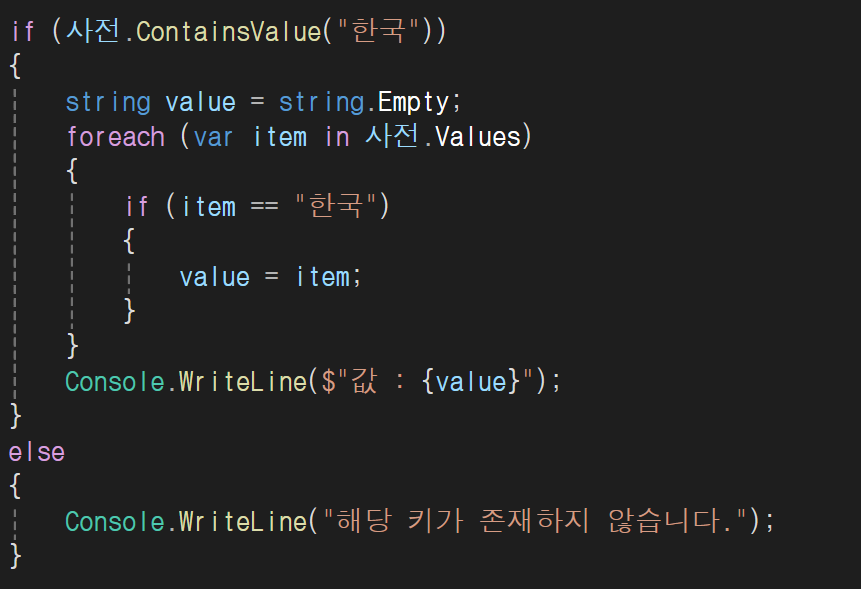 if (사전.ContainsValue("한국"))
{
    string value = string.Empty;
    foreach (var item in 사전.Values)
    {
        if (item == "한국")
        {
            value = item;
        }
    }
    Console.WriteLine($"값 : {value}");
}
else
{
    Console.WriteLine("해당 키가 존재하지 않습니다.");
}